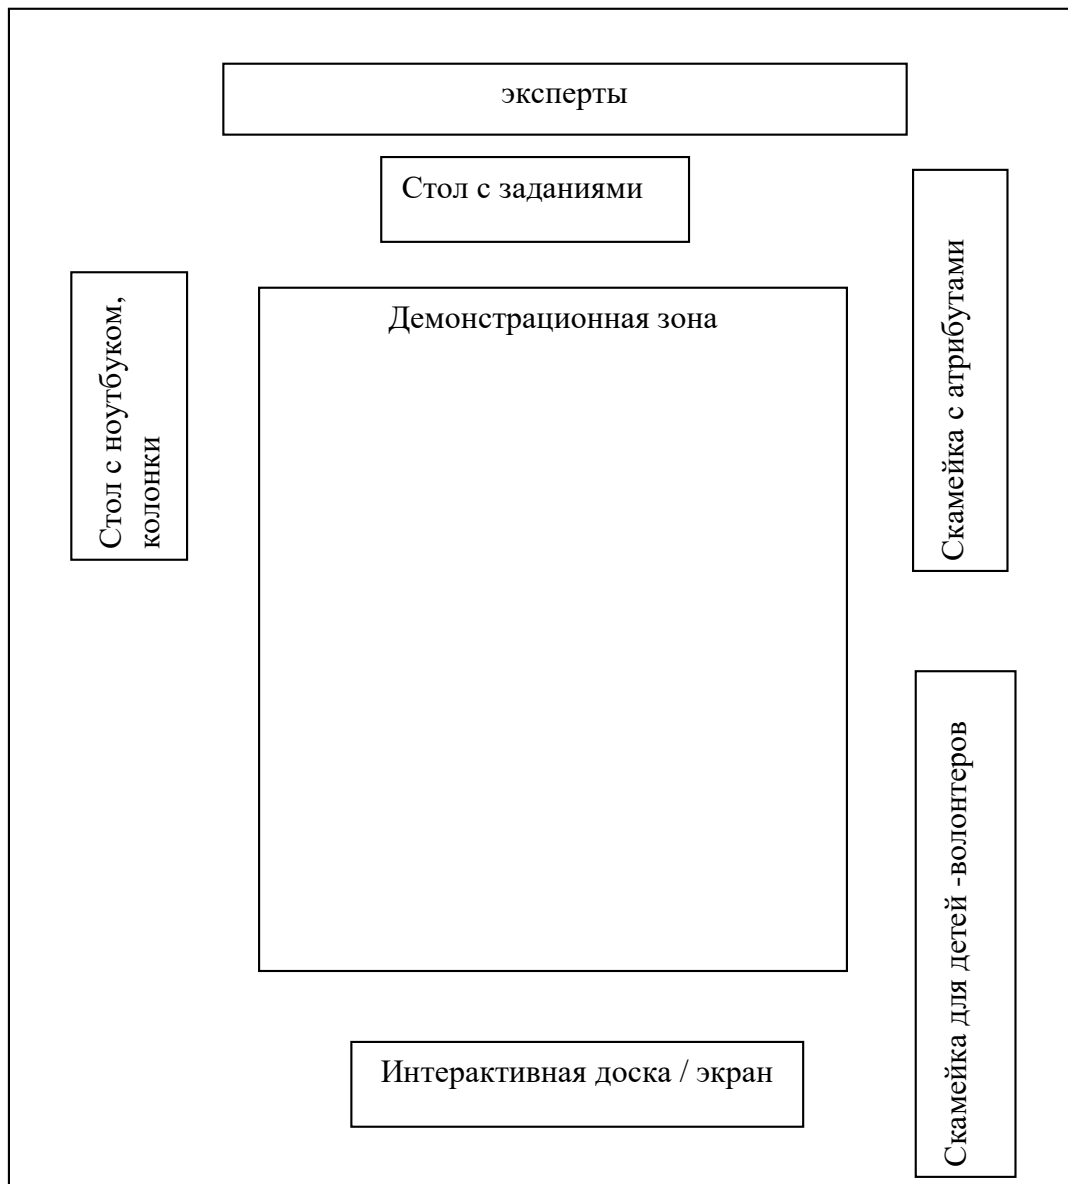 эксперты
Стол с заданиями
Демонстрационная зона
Стол с ноутбуком,
колонки
Скамейка с атрибутами
Скамейка для детей -волонтеров
Интерактивная доска / экран